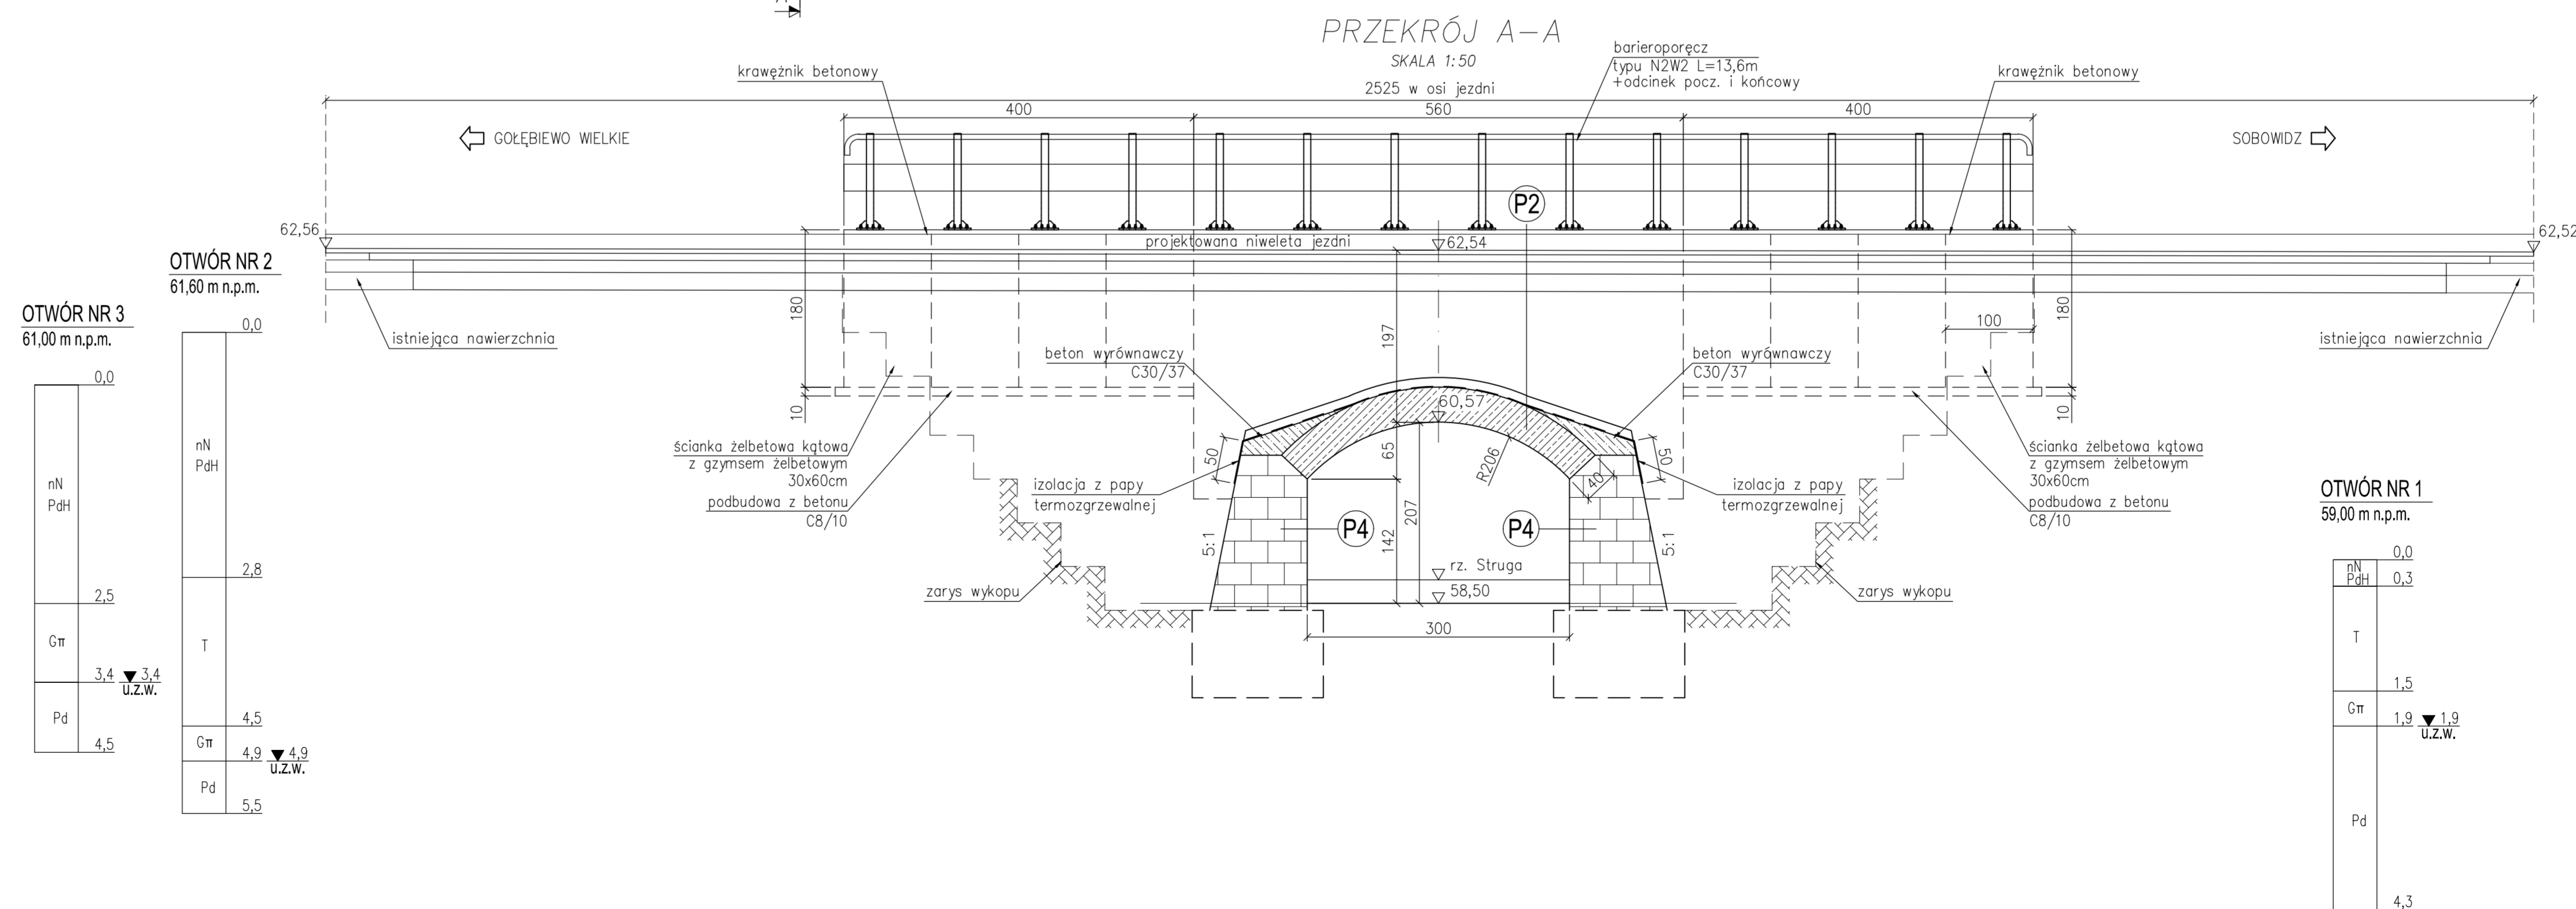 PRZEKRÓJ A-A
SKALA 1:50
2525 w osi jezdni
400
560
400
krawężnik betonowy
barieroporęcz
typu N2W2 L=13,6m
+odcinek pocz. i końcowy
krawężnik betonowy
GOŁĘBIEWO WIELKIE
SOBOWIDZ
P2
62,56
projektowana niweleta jezdni
62,54
62,52
OTWÓR NR 3
61,00 m n.p.m.
0,0
nN
PdH
2,5
Gπ
3,4
3,4
u.z.w.
Pd
4,5
OTWÓR NR 2
61,60 m n.p.m.
0,0
nN
PdH
2,8
T
4,5
Gπ
4,9
4,9
u.z.w.
Pd
5,5
istniejąca nawierzchnia
180
10
197
100
180
10
istniejąca nawierzchnia
beton wyrównawczy
C30/37
beton wyrównawczy
C30/37
60,57
ścianka żelbetowa kątowa
z gzymsem żelbetowym
30x60cm
podbudowa z betonu
C8/10
50
65
R206
40
50
izolacja z papy
termozgrzewalnej
izolacja z papy
termozgrzewalnej
ścianka żelbetowa kątowa
z gzymsem żelbetowym
30x60cm
podbudowa z betonu
C8/10
P4
P4
5:1
142
207
5:1
rz. Struga
58,50
zarys wykopu
zarys wykopu
300
OTWÓR NR 1
59,00 m n.p.m.
0,0
nN
PdH
0,3
T
1,5
Gπ
1,9
1,9
u.z.w.
Pd
4,3